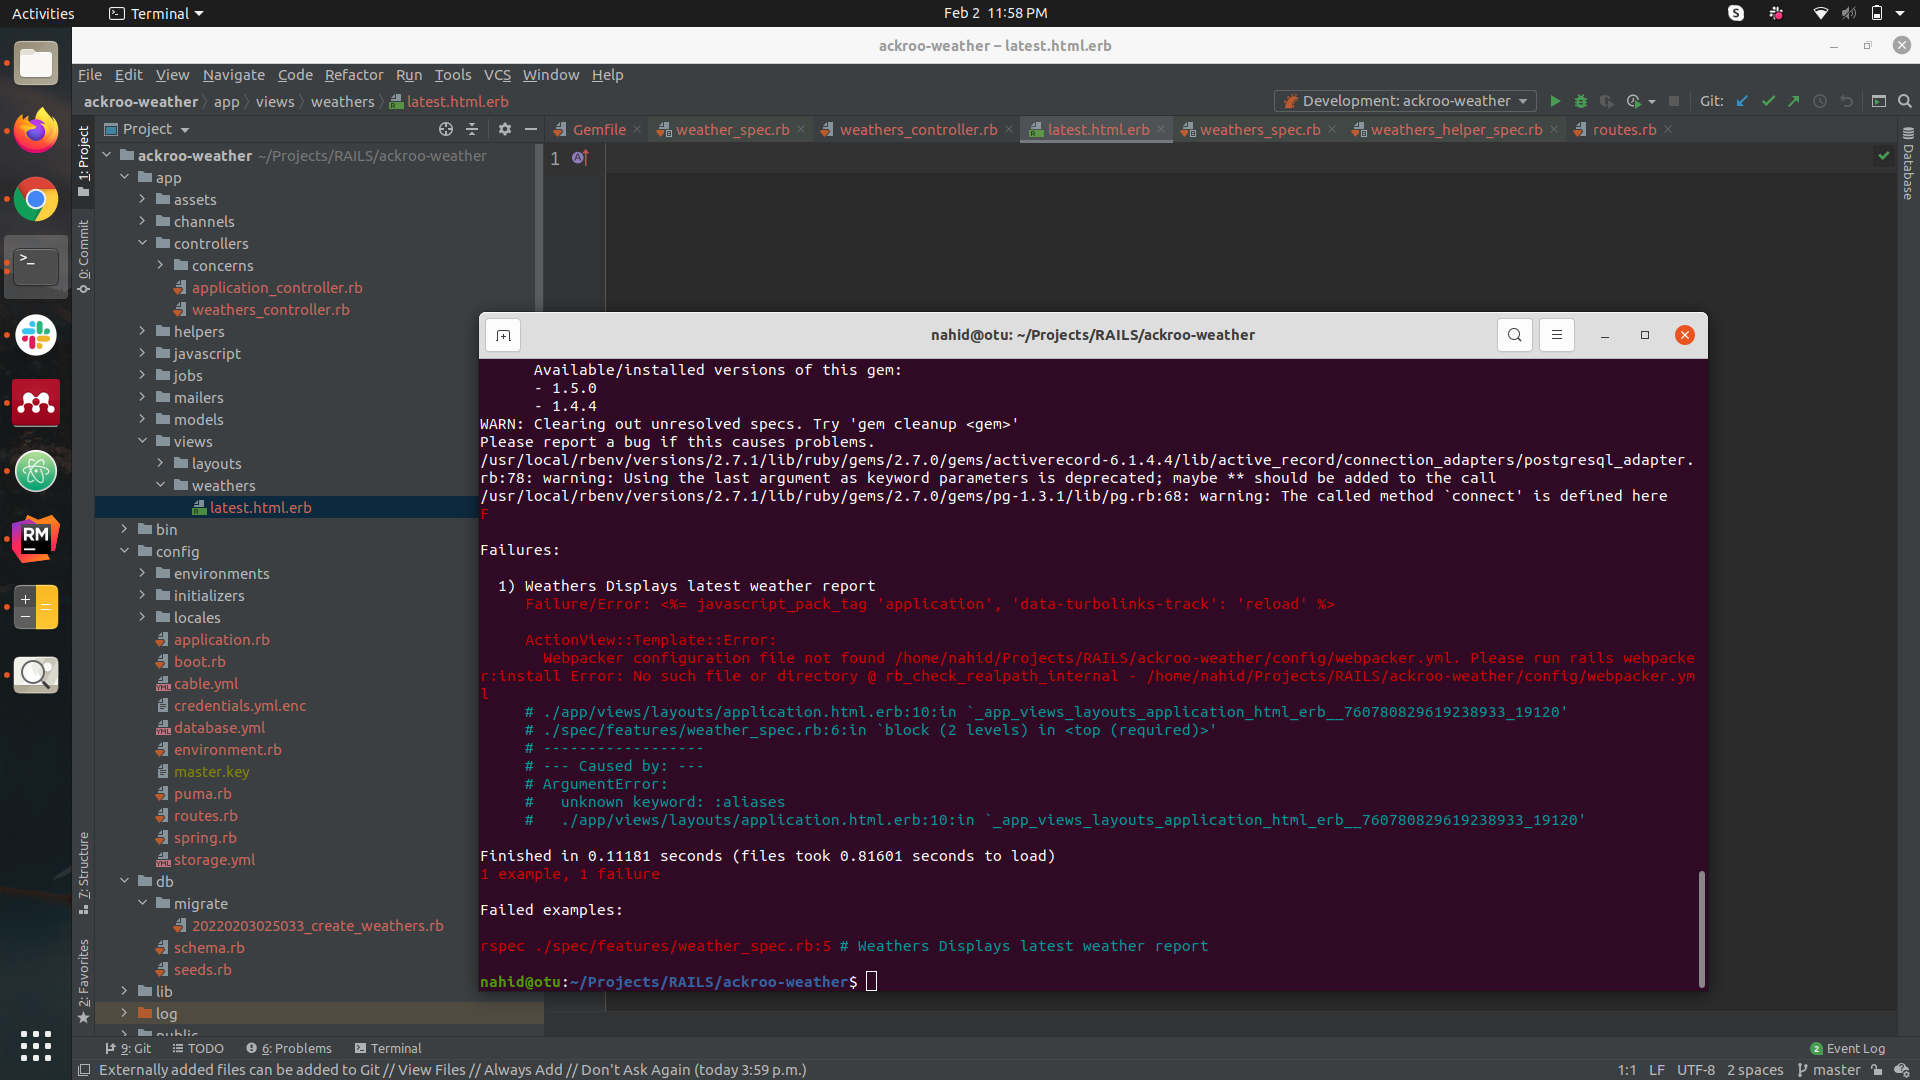 Activities
Terminal
Feb 2 11:58 PM
ackroo-weather – latest.html.erb
File Edit View Navigate Code Refactor Run Tools VCS Window Help
ackroo-weather app views weathers latest.html.erb
Development: ackroo-weather
Git:
Project
Gemfile
weather_spec.rb
weathers_controller.rb
latest.html.erb
weathers_spec.rb
weathers_helper_spec.rb
routes.rb
1: Project
0: Commit
7: Structure
2: Favorites
Database
1
ackroo-weather ~/Projects/RAILS/ackroo-weather
app
assets
channels
controllers
concerns
application_controller.rb
weathers_controller.rb
helpers
javascript
jobs
mailers
models
views
layouts
weathers
latest.html.erb
bin
config
environments
initializers
locales
application.rb
boot.rb
cable.yml
credentials.yml.enc
database.yml
environment.rb
master.key
puma.rb
routes.rb
spring.rb
storage.yml
db
migrate
20220203025033_create_weathers.rb
schema.rb
seeds.rb
lib
log
public
nahid@otu: ~/Projects/RAILS/ackroo-weather
Available/installed versions of this gem:
- 1.5.0
- 1.4.4
WARN: Clearing out unresolved specs. Try 'gem cleanup <gem>'
Please report a bug if this causes problems.
/usr/local/rbenv/versions/2.7.1/lib/ruby/gems/2.7.0/gems/activerecord-6.1.4.4/lib/active_record/connection_adapters/postgresql_adapter.
rb:78: warning: Using the last argument as keyword parameters is deprecated; maybe ** should be added to the call
/usr/local/rbenv/versions/2.7.1/lib/ruby/gems/2.7.0/gems/pg-1.3.1/lib/pg.rb:68: warning: The called method `connect' is defined here
F
Failures:
1) Weathers Displays latest weather report
Failure/Error: <%= javascript_pack_tag 'application', 'data-turbolinks-track': 'reload' %>
ActionView::Template::Error:
Webpacker configuration file not found /home/nahid/Projects/RAILS/ackroo-weather/config/webpacker.yml. Please run rails webpacke
r:install Error: No such file or directory @ rb_check_realpath_internal - /home/nahid/Projects/RAILS/ackroo-weather/config/webpacker.ym
l
# ./app/views/layouts/application.html.erb:10:in `_app_views_layouts_application_html_erb__760780829619238933_19120'
# ./spec/features/weather_spec.rb:6:in `block (2 levels) in <top (required)>'
# ------------------
# --- Caused by: ---
# ArgumentError:
#   unknown keyword: :aliases
#   ./app/views/layouts/application.html.erb:10:in `_app_views_layouts_application_html_erb__760780829619238933_19120'
Finished in 0.11181 seconds (files took 0.81601 seconds to load)
1 example, 1 failure
Failed examples:
rspec ./spec/features/weather_spec.rb:5 # Weathers Displays latest weather report
nahid@otu:~/Projects/RAILS/ackroo-weather$
9: Git
TODO
6: Problems
Terminal
2 Event Log
Externally added files can be added to Git // View Files // Always Add // Don't Ask Again (today 3:59 p.m.)
1:1 LF UTF-8 2 spaces master